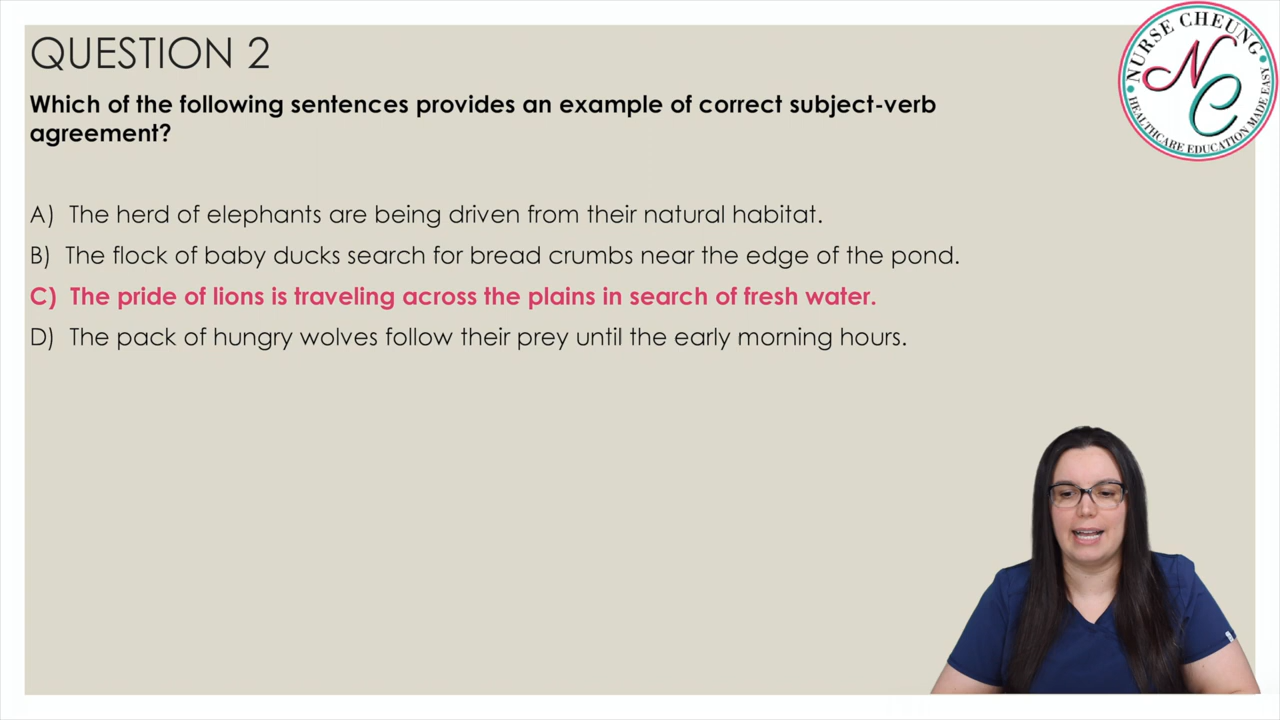 QUESTION 2
Which of the following sentences provides an example of correct subject-verb
agreement?
A) The herd of elephants are being driven from their natural habitat.
B) The flock of baby ducks search for bread crumbs near the edge of the pond.
C) The pride of lions is traveling across the plains in search of fresh water.
D) The pack of hungry wolves follow their prey until the early morning hours.
NURSE CHEUNG
NC
HEALTHCARE EDUCATION MADE EASY